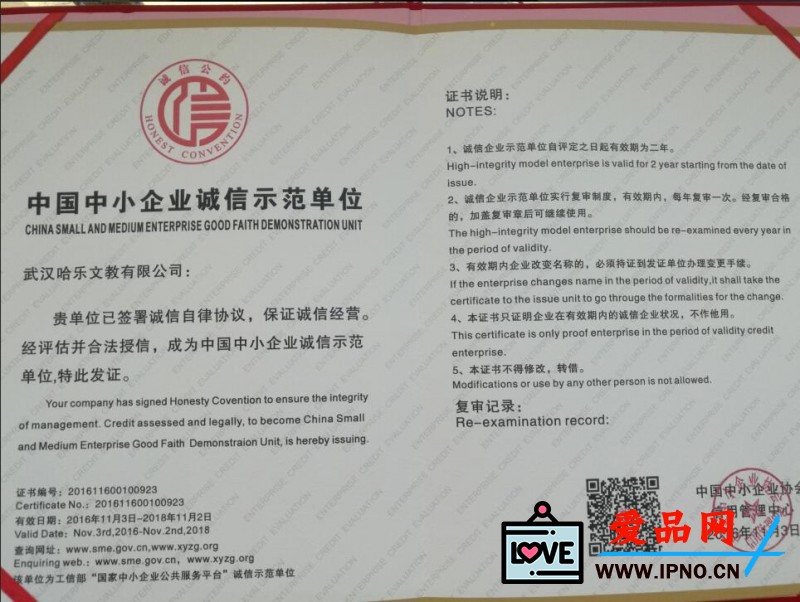 诚信公约
HONEST CONVENTION
中国中小企业诚信示范单位
CHINA SMALL AND MEDIUM ENTERPRISE GOOD FAITH DEMONSTRATION UNIT
武汉哈乐文教有限公司：
贵单位已签署诚信自律协议，保证诚信经营。
经评估并合法授信，成为中国中小企业诚信示范
单位,特此发证。
Your company has signed Honesty Covention to ensure the integrity
of management. Credit assessed and legally, to become China Small
and Medium Enterprise Good Faith Demonstraion Unit, is hereby issuing.
证书编号：201611600100923
Certificate No.: 201611600100923
有效日期：2016年11月3日-2018年11月2日
Valid Date: Nov.3rd,2016-Nov.2nd,2018
查询网址：www.sme.gov.cn,www.xyzg.org
Enquiring web: www.sme.gov.cn，www.xyzg.org
该单位为工信部“国家中小企业公共服务平台”诚信示范单位
证书说明：
NOTES:
1、诚信企业示范单位自评定之日起有效期为二年。
High-integrity model enterprise is valid for 2 year starting from the date of
issue.
2、诚信企业示范单位实行复审制度，有效期内，每年复审一次。经复审合格
的，加盖复审章后可继续使用。
The high-integrity model enterprise should be re-examined every year in
the period of validity.
3、有效期内企业改变名称的，必须持证到发证单位办理变更手续。
If the enterprise changes name in the period of validity,it shall take the
certificate to the issue unit to go througe the formalities for the change.
4、本证书只证明企业在有效期内的诚信企业状况，不作他用。
This certificate is only proof enterprise in the period of validity credit
enterprise.
5、本证书不得修改，转借。
Modifications or use by any other person is not allowed.
复审记录：
Re-examination record:
中国中小企业协会
用管理中心
年11月3日
LOVE
爱品网
WWW.IPNO.CN